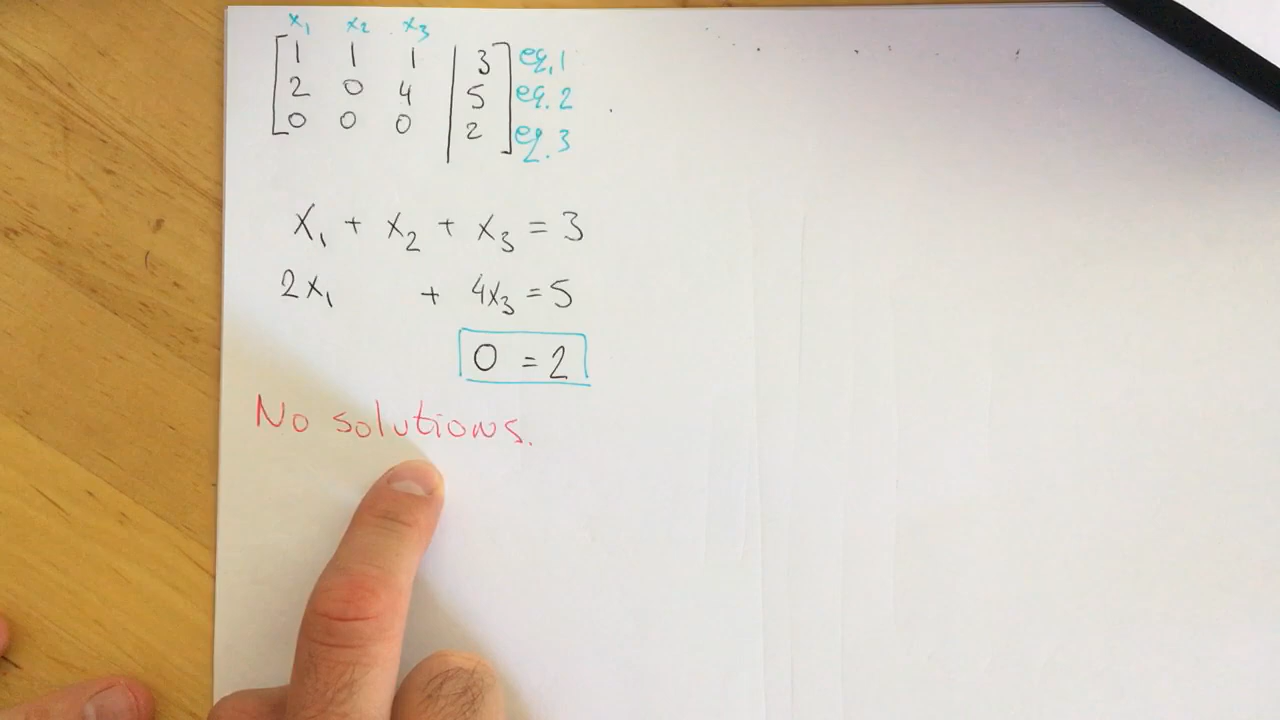 x₁ x₂ x₃
[1 1 1 | 3] eq.1
[2 0 4 | 5] eq.2
[0 0 0 | 2] eq.3
x₁ + x₂ + x₃ = 3
2x₁ + 4x₃ = 5
0 = 2
No solutions.